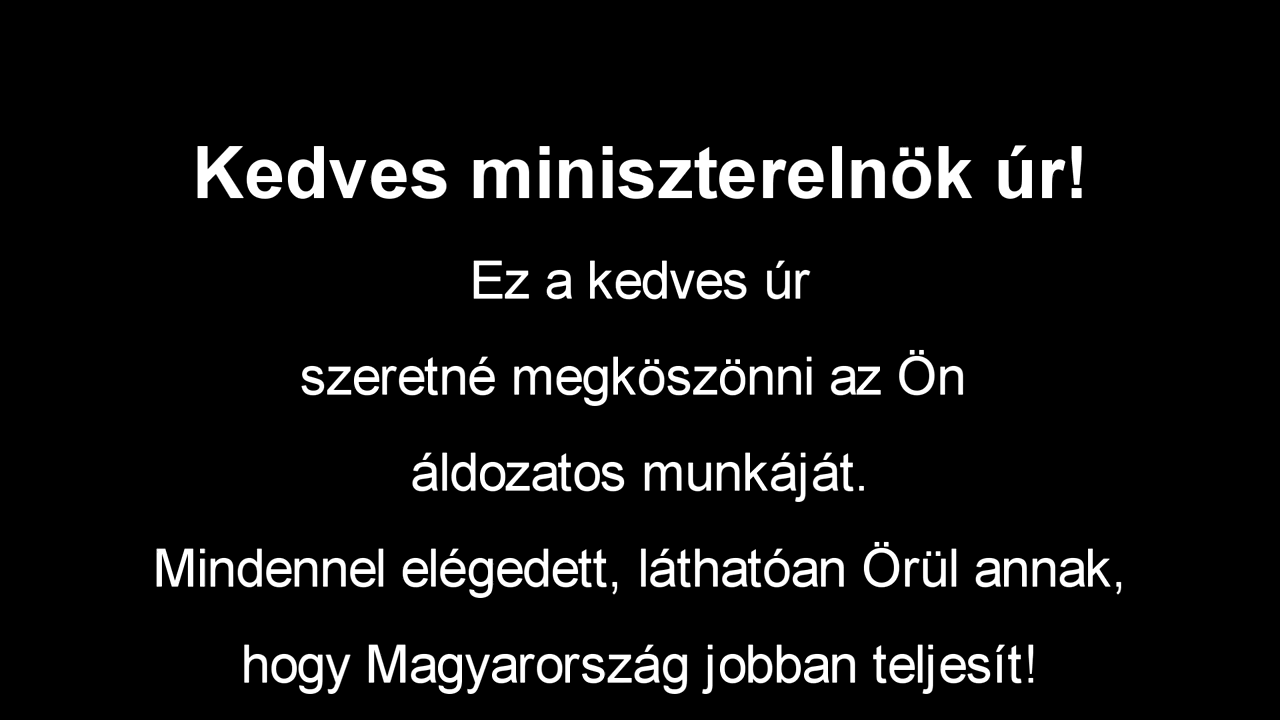 Kedves miniszterelnök úr!
Ez a kedves úr
szeretné megköszönni az Ön
áldozatos munkáját.
Mindennel elégedett, láthatóan Örül annak,
hogy Magyarország jobban teljesít!